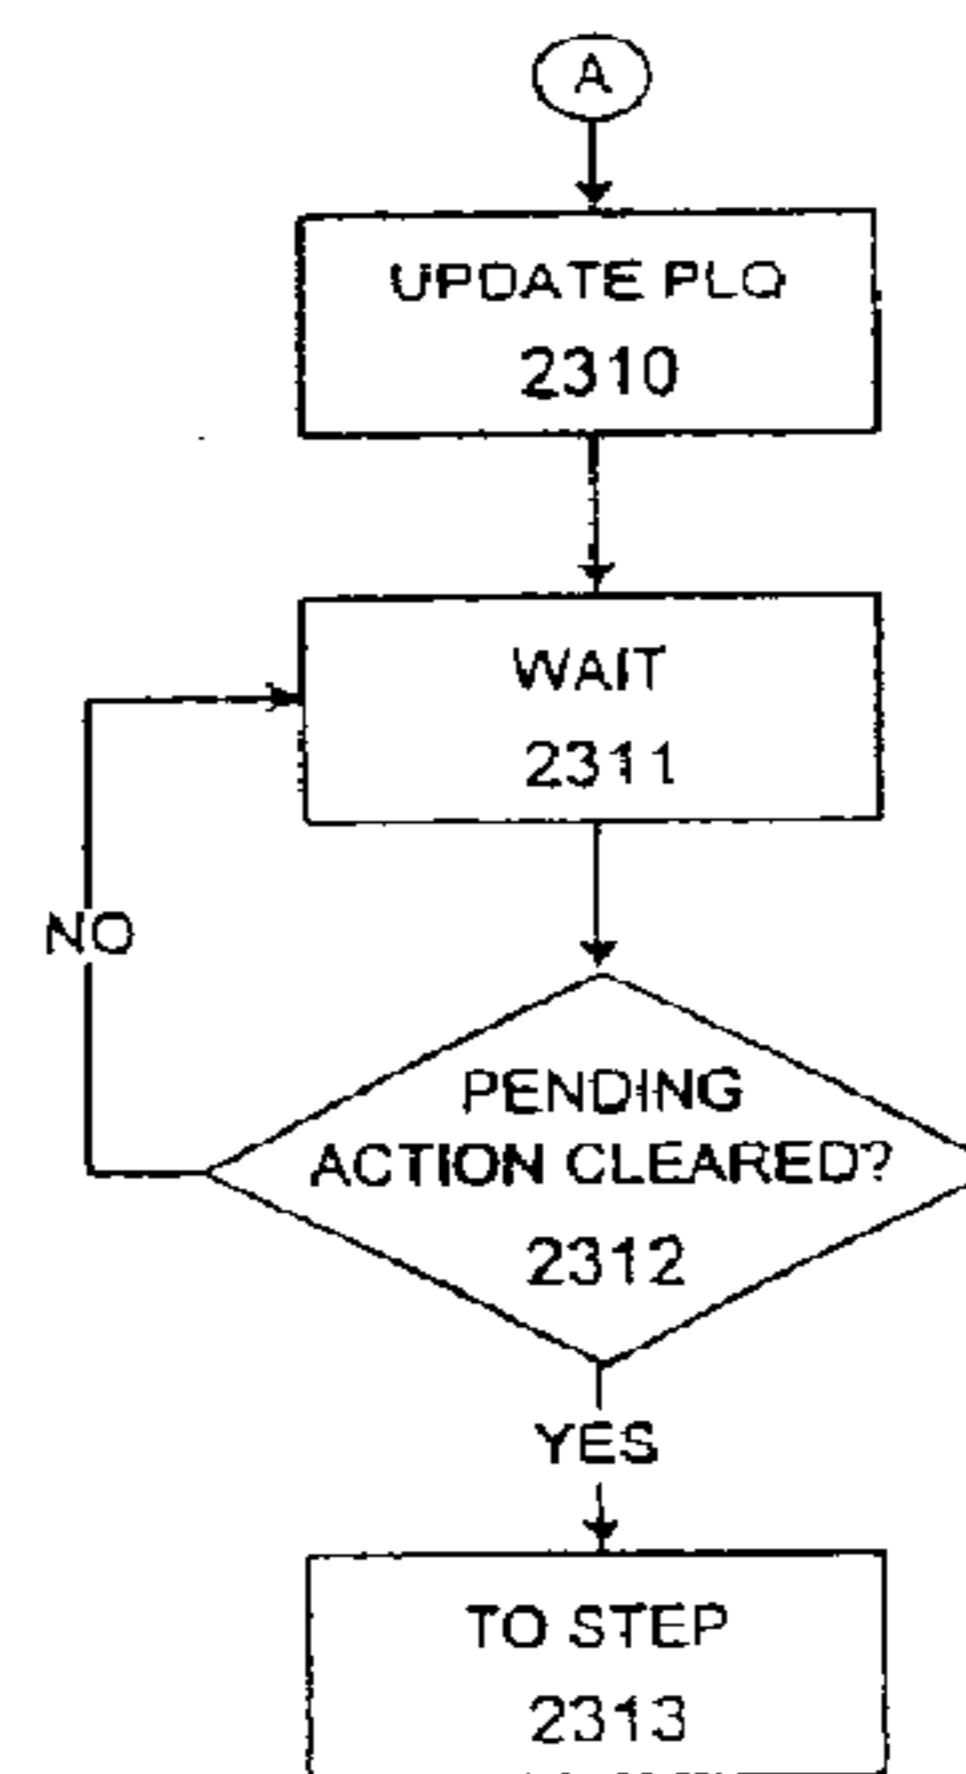 A
UPDATE PLQ
2310
WAIT
2311
NO
PENDING
ACTION CLEARED?
2312
YES
TO STEP
2313